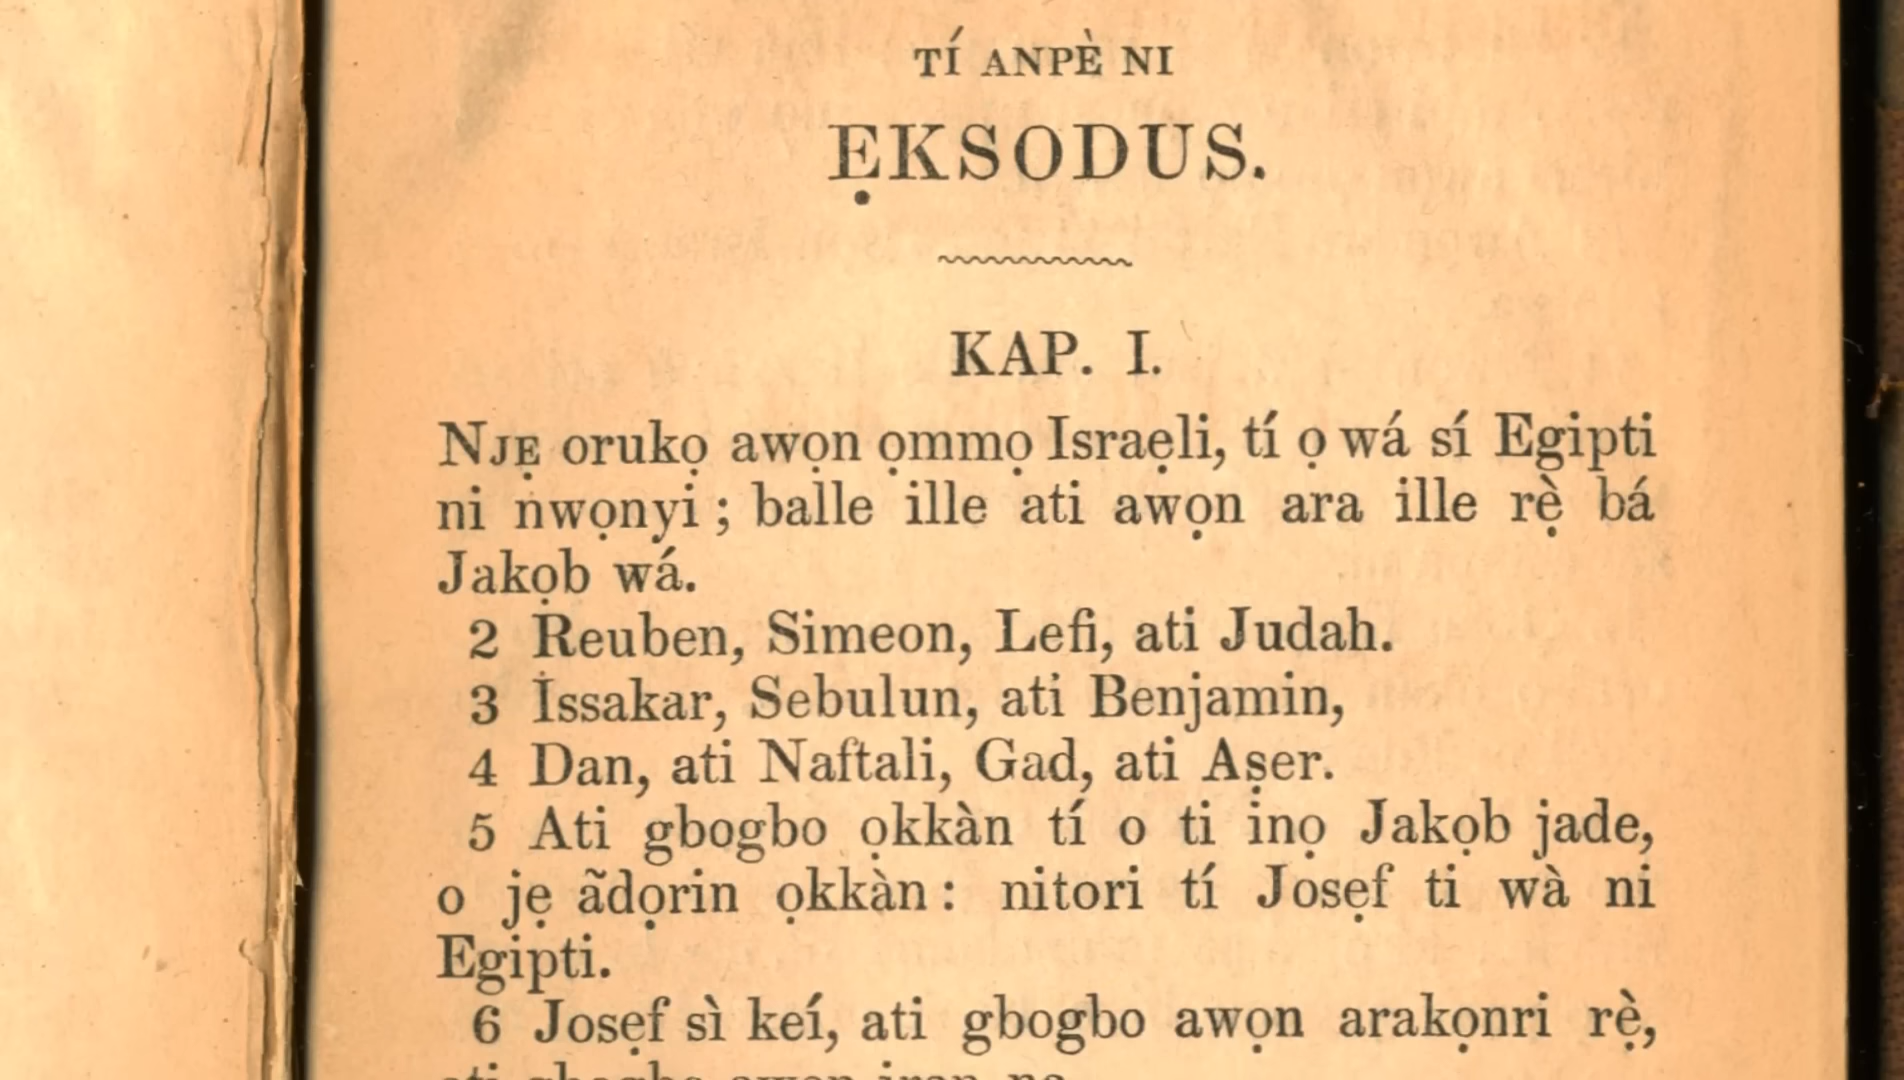 TÍ ANPÈ NI
ẸKSODUS.
KAP. I.
NJẸ orukọ awọn ọmmọ Israẹli, tí ọ wá sí Egipti
ni nwọnyi ; balle ille ati awọn ara ille rẹ̀ bá
Jakọb wá.
2 Reuben, Simeon, Lefi, ati Judah.
3 Issakar, Sebulun, ati Benjamin,
4 Dan, ati Naftali, Gad, ati Aṣer.
5 Ati gbogbo ọkkàn tí o ti inọ Jakọb jade,
o jẹ ãdọrin ọkkàn : nitori tí Josẹf ti wà ni
Egipti.
6 Josẹf sì keí, ati gbogbo awọn arakọnri rẹ̀,